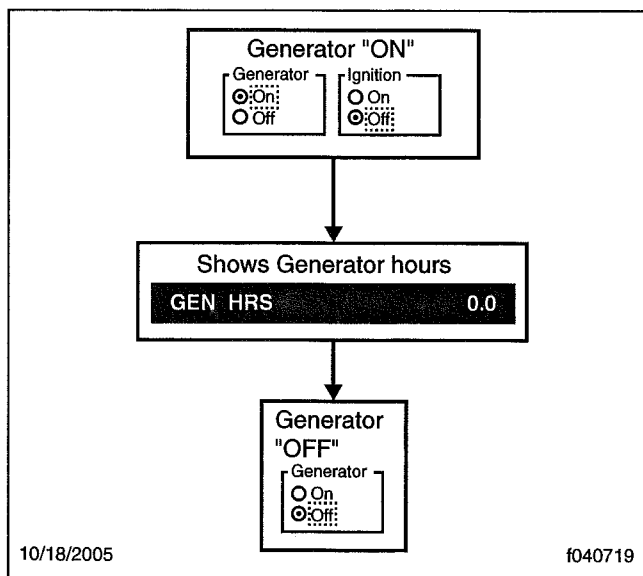 Generator "ON"
Generator
On
Off
Ignition
On
Off
Shows Generator hours
GEN HRS 0.0
Generator
"OFF"
Generator
On
Off
10/18/2005
f040719